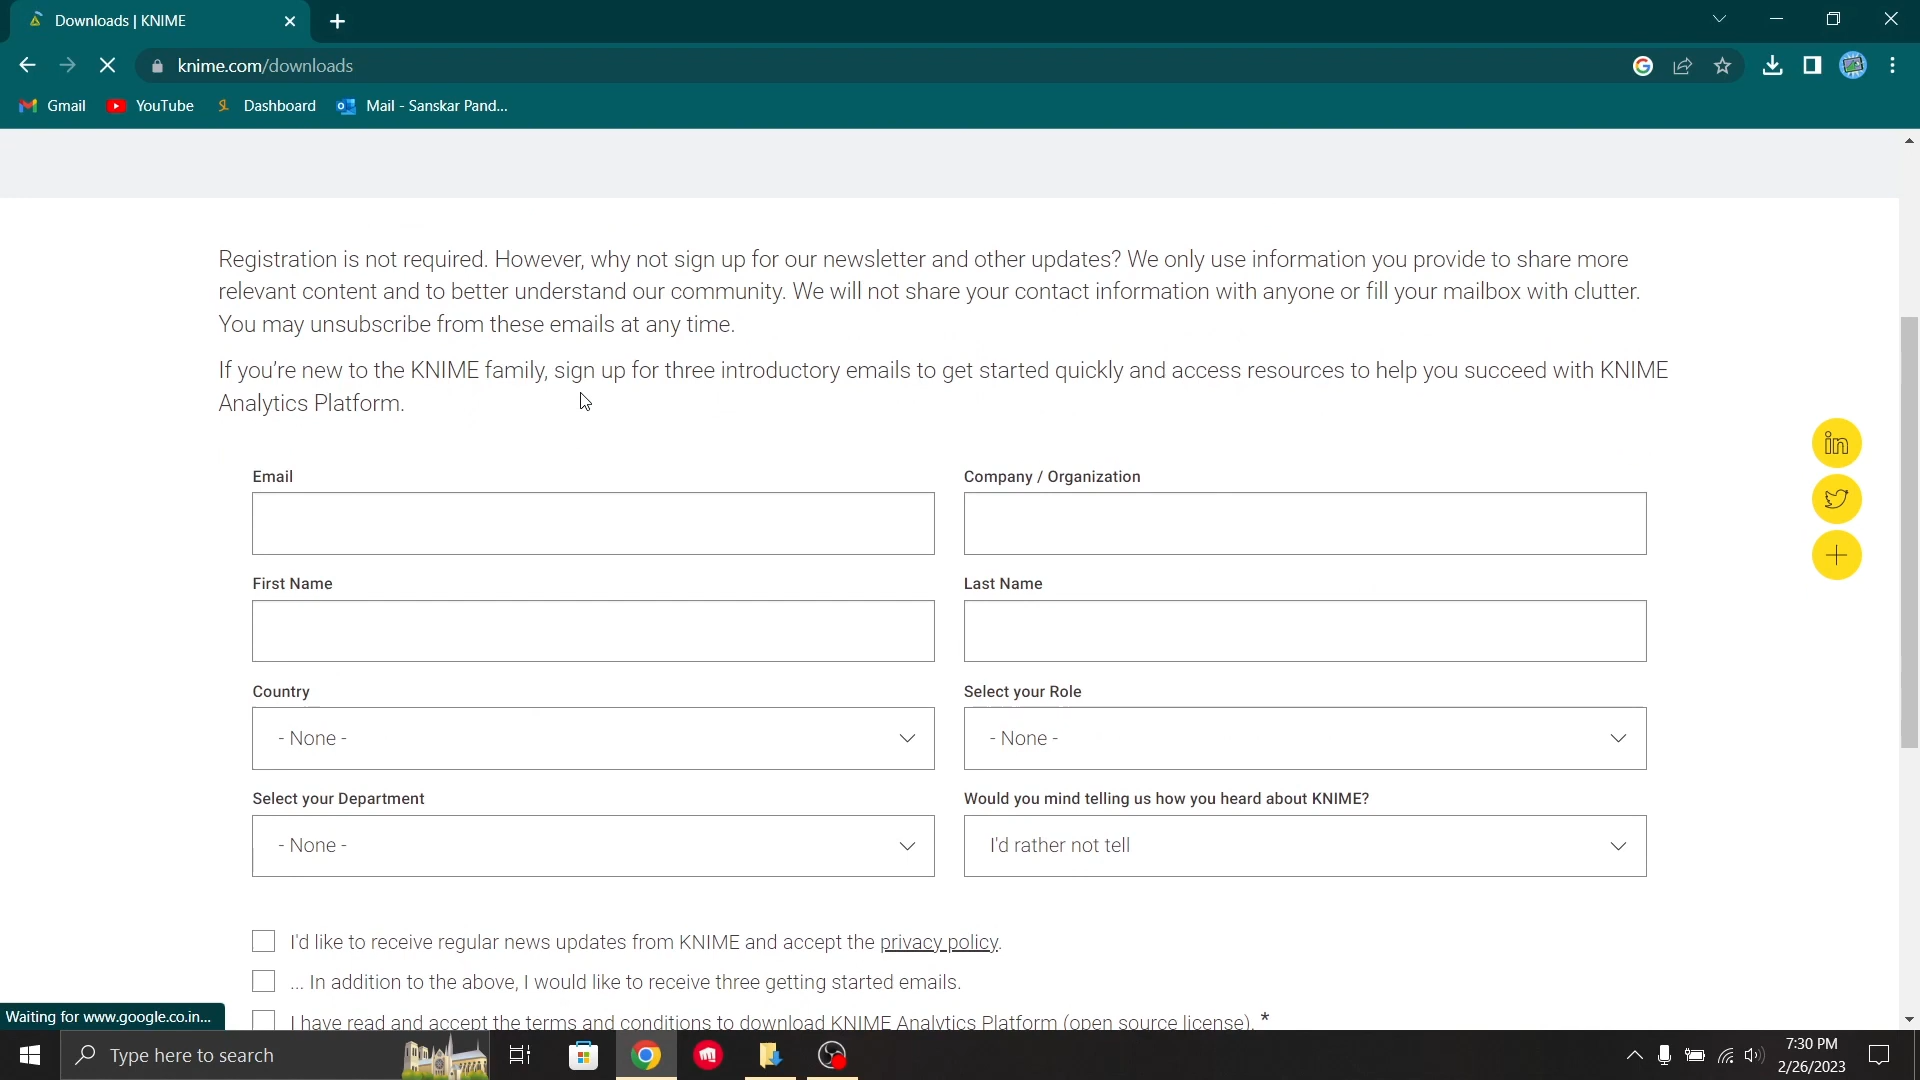 Downloads | KNIME
knime.com/downloads
Gmail
YouTube
Dashboard
Mail - Sanskar Pand...
Registration is not required. However, why not sign up for our newsletter and other updates? We only use information you provide to share more
relevant content and to better understand our community. We will not share your contact information with anyone or fill your mailbox with clutter.
You may unsubscribe from these emails at any time.
If you're new to the KNIME family, sign up for three introductory emails to get started quickly and access resources to help you succeed with KNIME
Analytics Platform.
in
Email
Company / Organization
First Name
Last Name
Country
Select your Role
- None -
- None -
Select your Department
Would you mind telling us how you heard about KNIME?
- None -
I'd rather not tell
I'd like to receive regular news updates from KNIME and accept the privacy policy.
... In addition to the above, I would like to receive three getting started emails.
I have read and accept the terms and conditions to download KNIME Analytics Platform (open source license). *
Waiting for www.google.co.in...
Type here to search
7:30 PM
2/26/2023